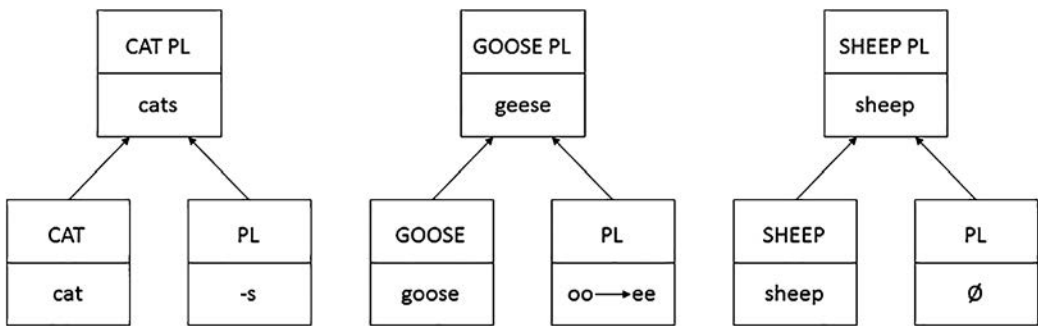 CAT PL
cats
CAT
cat
PL
-s
GOOSE PL
geese
GOOSE
goose
PL
oo→ee
SHEEP PL
sheep
SHEEP
sheep
PL
Ø